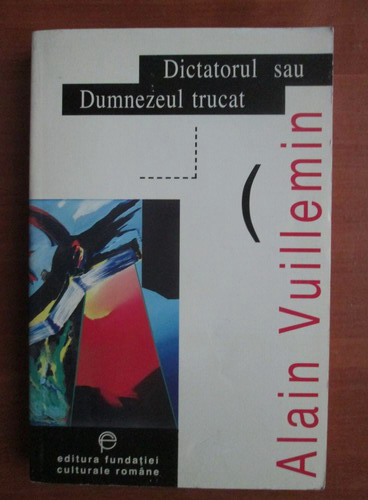 Dictatorul sau
Dumnezeul trucat
Alain Vuillemin
editura fundației
culturale române